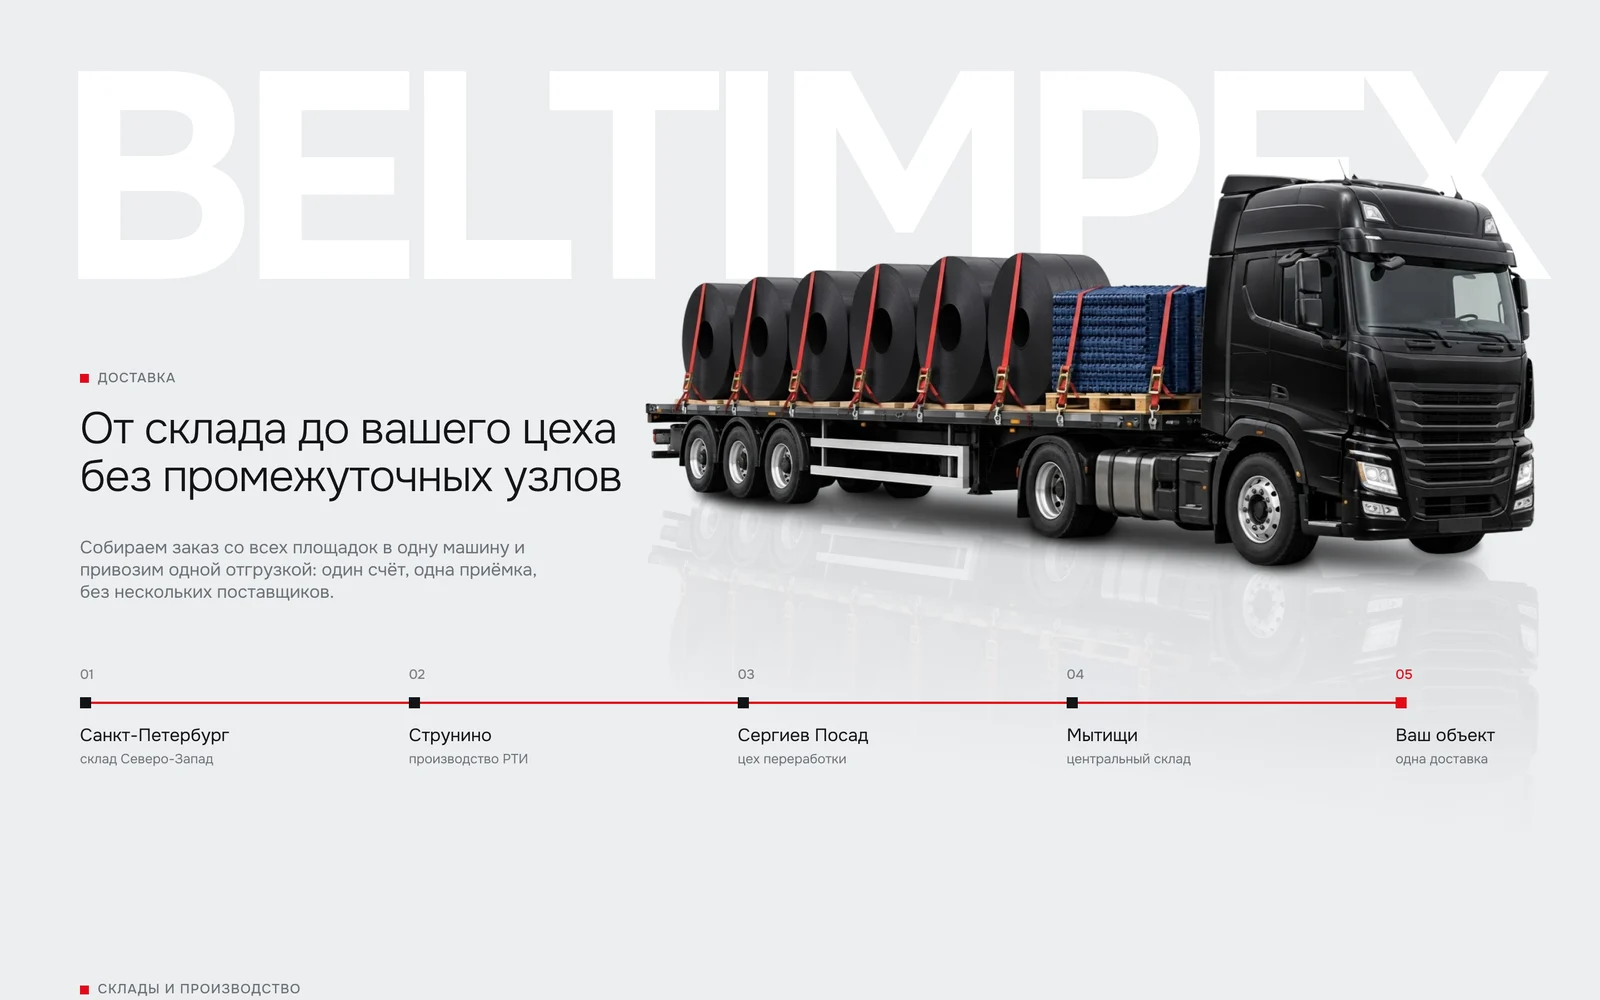 BELTIMPEX
ДОСТАВКА
От склада до вашего цеха
без промежуточных узлов
Собираем заказ со всех площадок в одну машину и
привозим одной отгрузкой: один счёт, одна приёмка,
без нескольких поставщиков.
01
02
03
04
05
Санкт-Петербург
Струнино
Сергиев Посад
Мытищи
Ваш объект
склад Северо-Запад
производство РТИ
цех переработки
центральный склад
одна доставка
СКЛАДЫ И ПРОИЗВОДСТВО